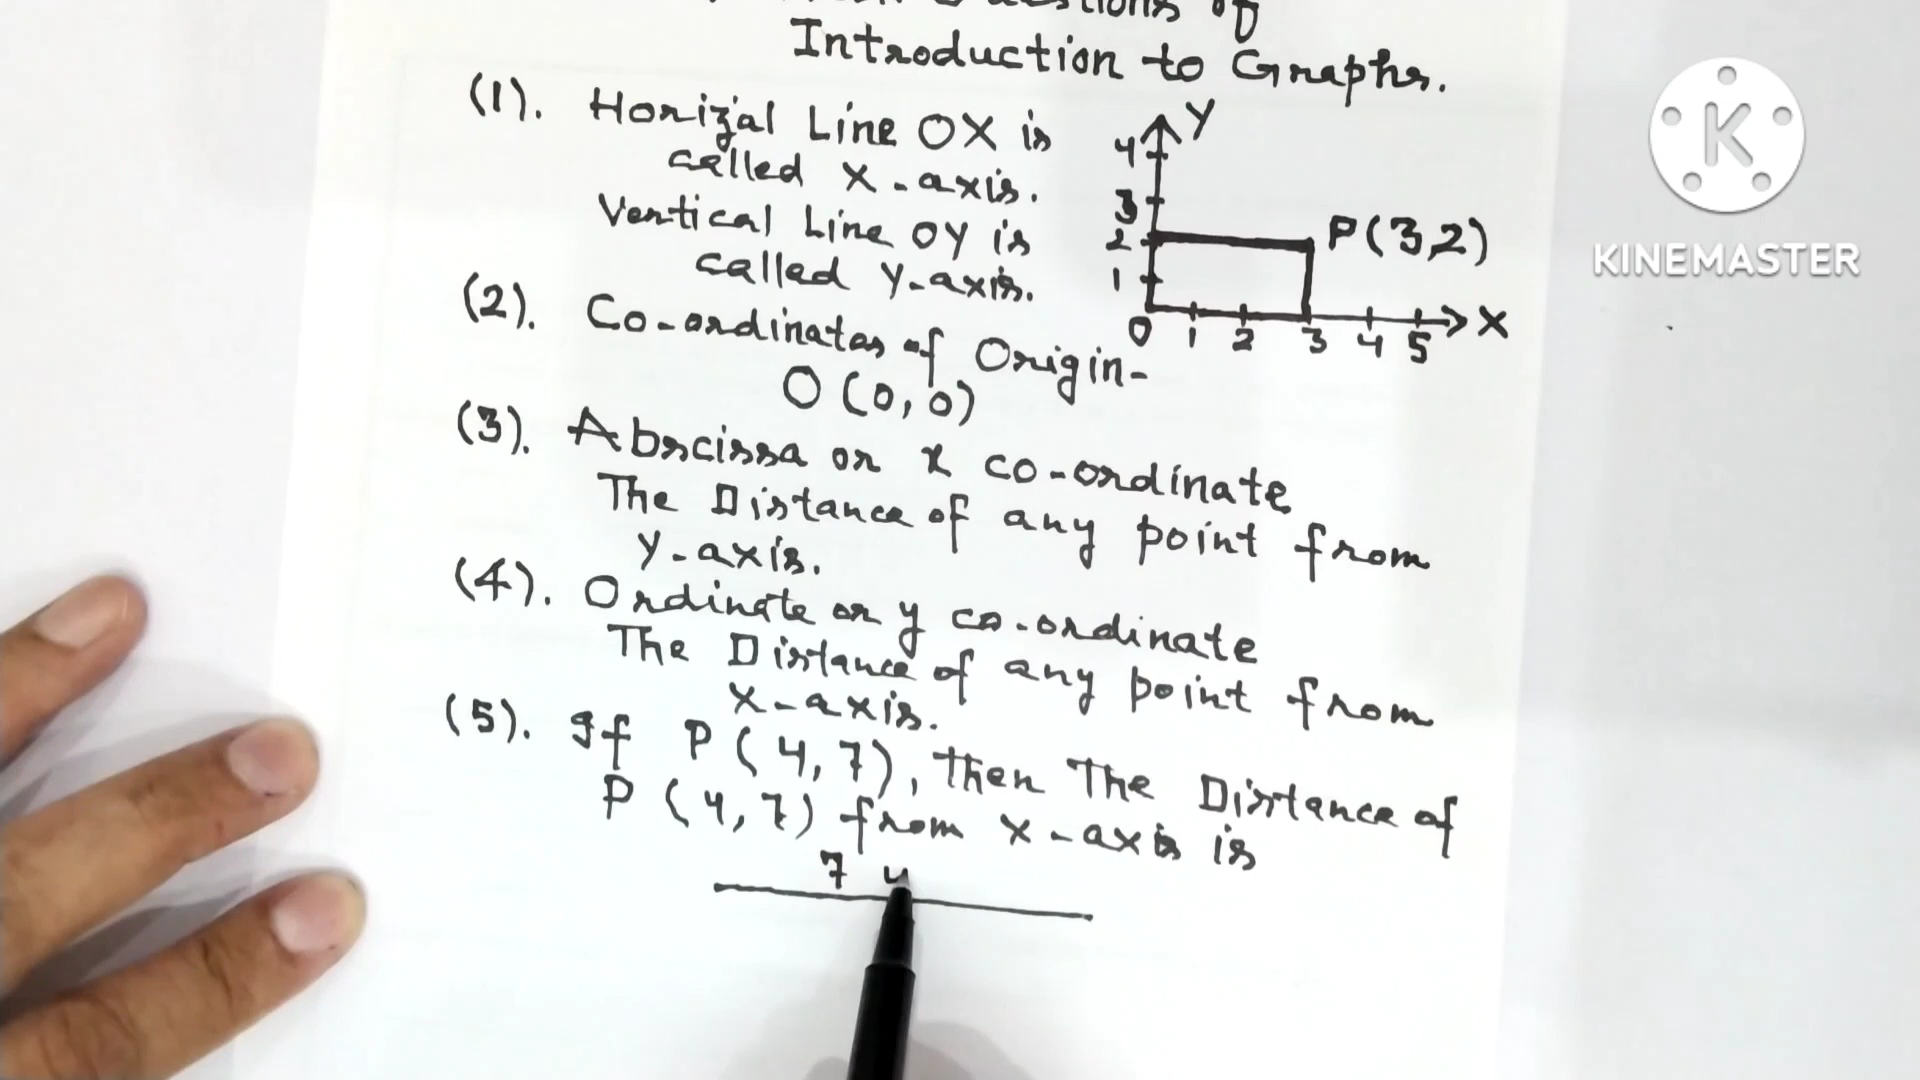 Questions of
Introduction to Graphs.
(1). Horizal Line OX is
called X-axis.
Vertical Line OY is
called Y-axis.
(2). Co-ordinates of Origin-
O (0,0)
(3). Abscissa or x co-ordinate
The Distance of any point from
Y-axis.
(4). Ordinate or y co-ordinate
The Distance of any point from
X-axis.
(5). If P (4,7), then The Distance of
P (4,7) from X-axis is
7 u
Y
4
3
2
1
P(3,2)
0 1 2 3 4 5 X
K
KINEMASTER